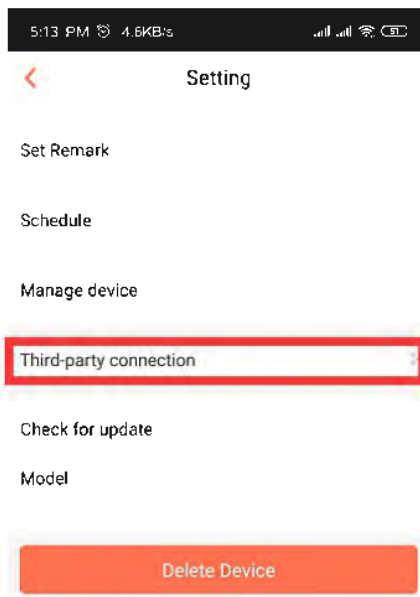 5:13 PM 4.6KB/s
Setting
Set Remark
Schedule
Manage device
Third-party connection
Check for update
Model
Delete Device